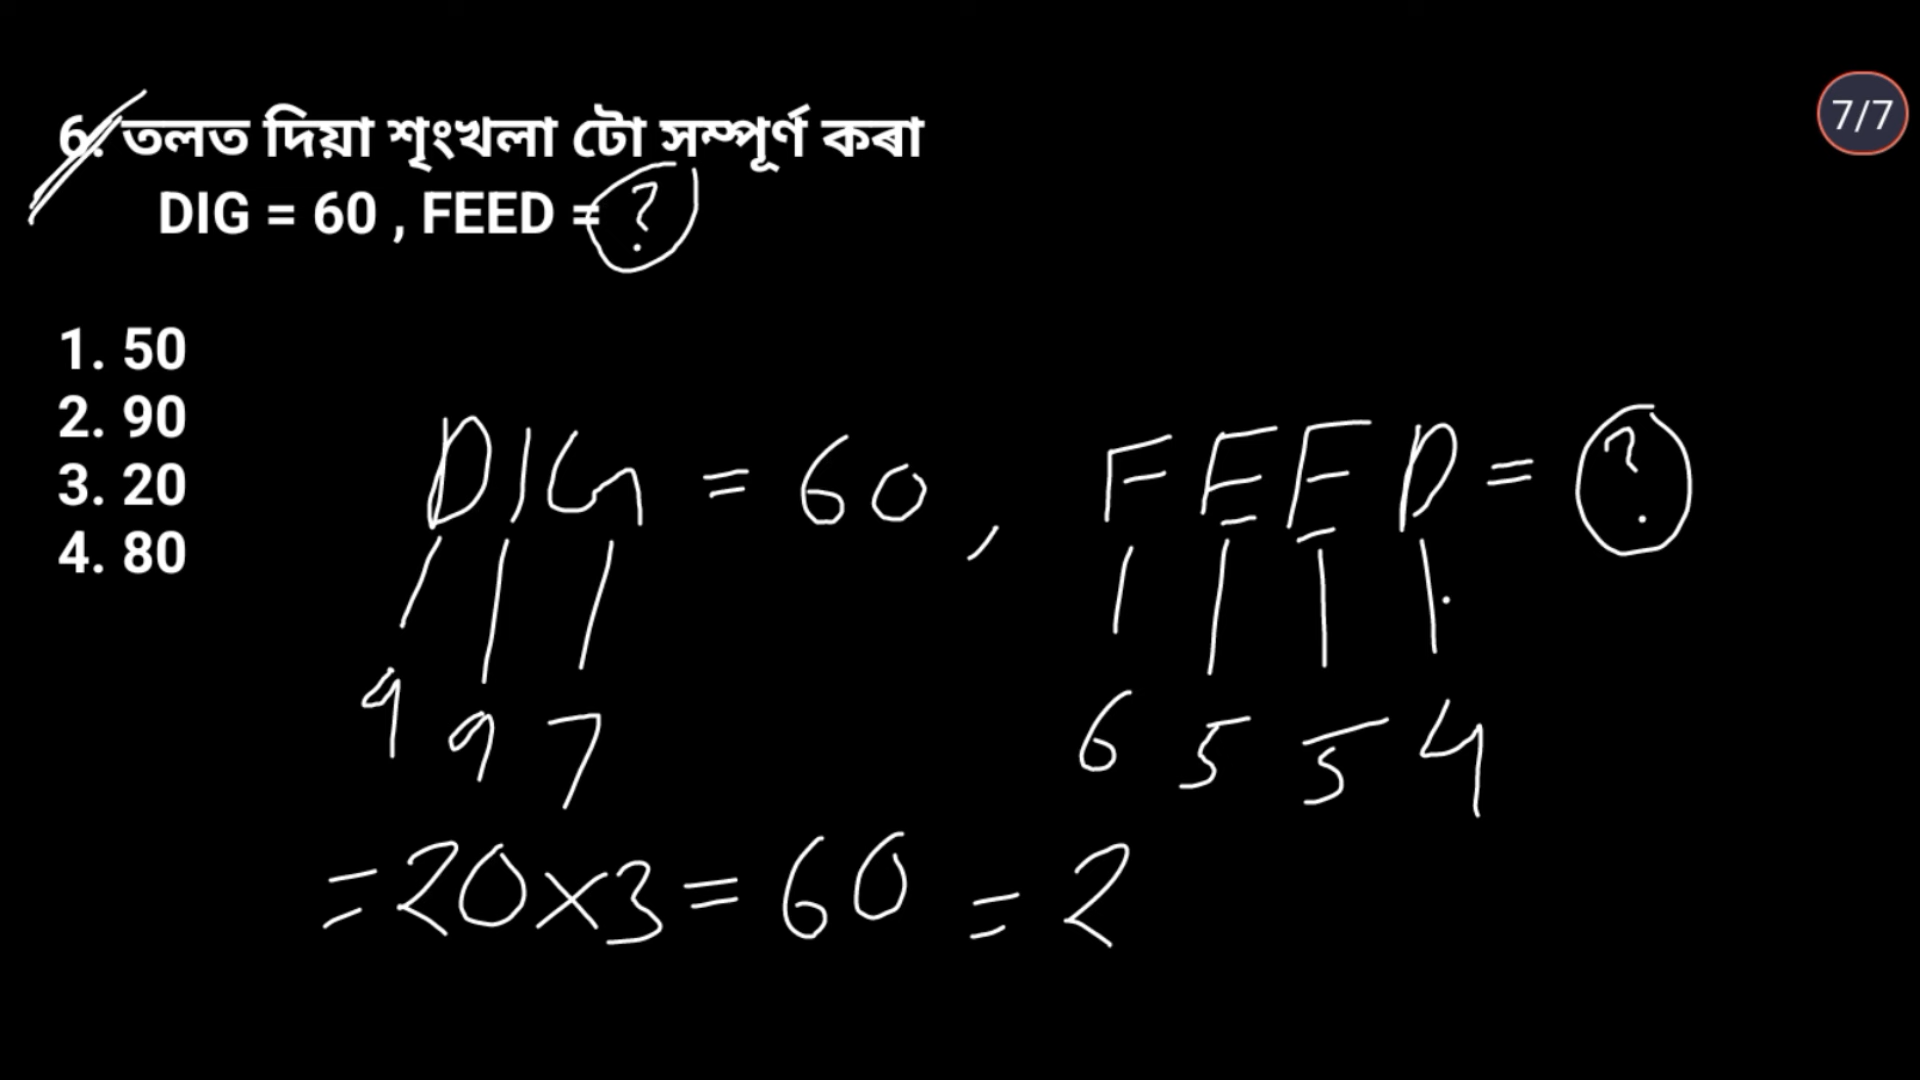 6. তলত দিয়া শৃংখলা টো সম্পূৰ্ণ কৰা
DIG = 60 , FEED = ?
7/7
1. 50
2. 90
3. 20
4. 80
DIG = 60 , FEED = ?
4 9 7 6 5 5 4
= 20 × 3 = 60 = 2